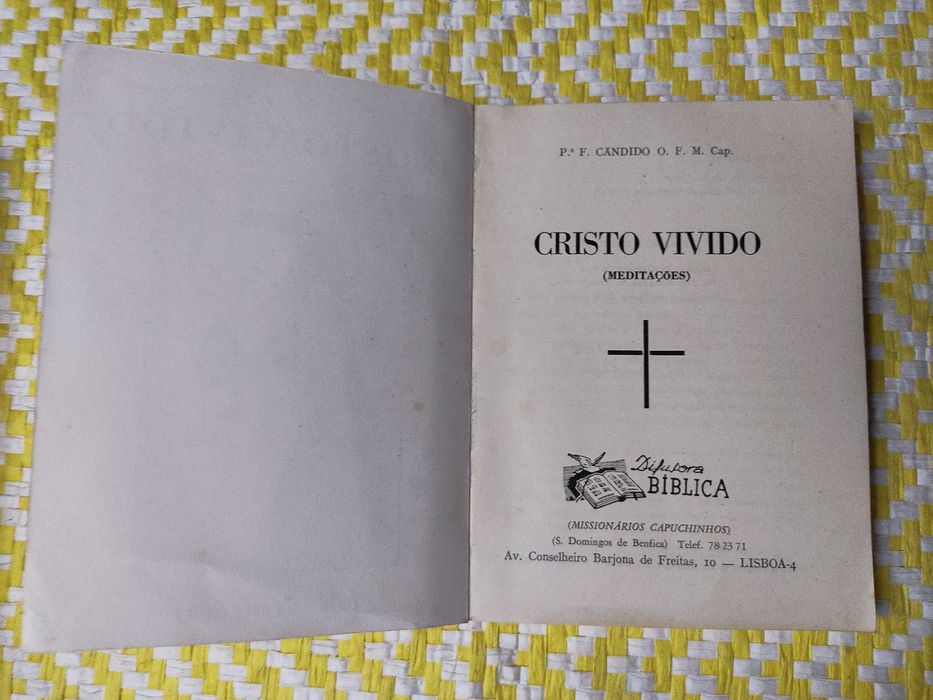 P.ᵉ F. CÂNDIDO O. F. M. Cap.
CRISTO VIVIDO
(MEDITAÇÕES)
Difusora
BÍBLICA
(MISSIONÁRIOS CAPUCHINHOS)
(S. Domingos de Benfica) Telef. 78 23 71
Av. Conselheiro Barjona de Freitas, 10 — LISBOA-4